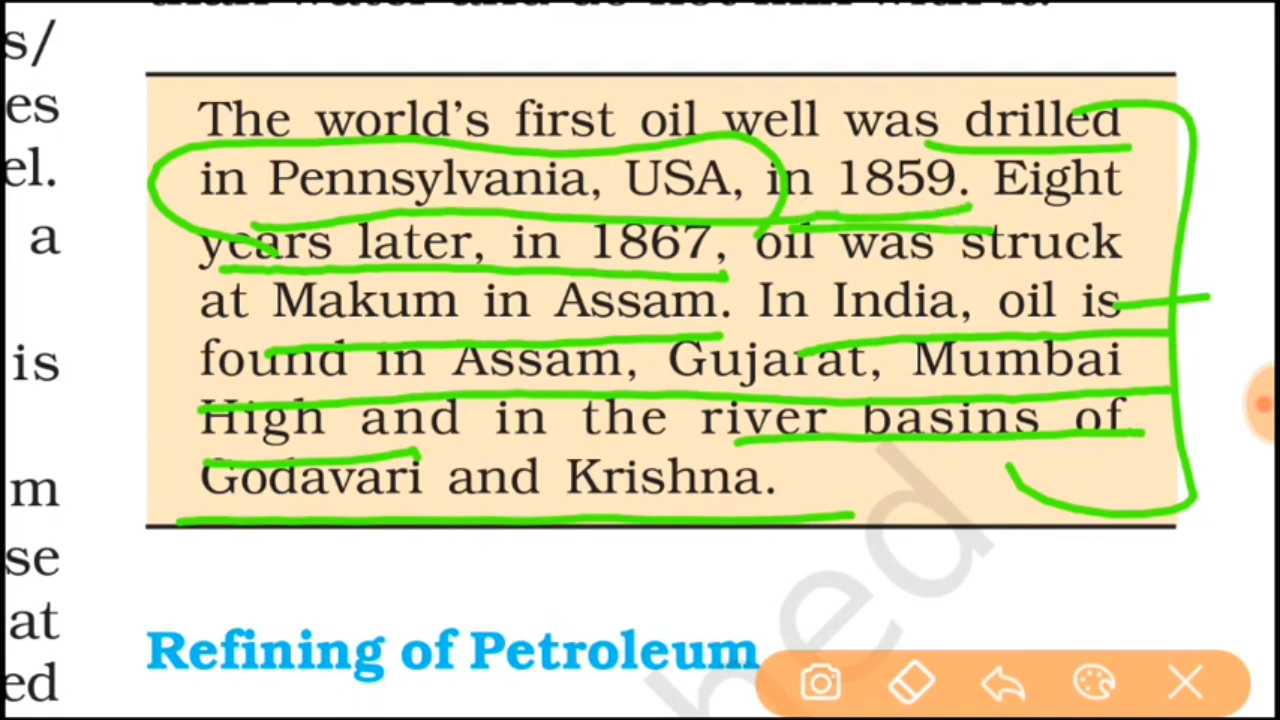 s/
es
el.
a
is
m
se
at
ed
The world's first oil well was drilled
in Pennsylvania, USA, in 1859. Eight
years later, in 1867, oil was struck
at Makum in Assam. In India, oil is
found in Assam, Gujarat, Mumbai
High and in the river basins of
Godavari and Krishna.
Refining of Petroleum
hed